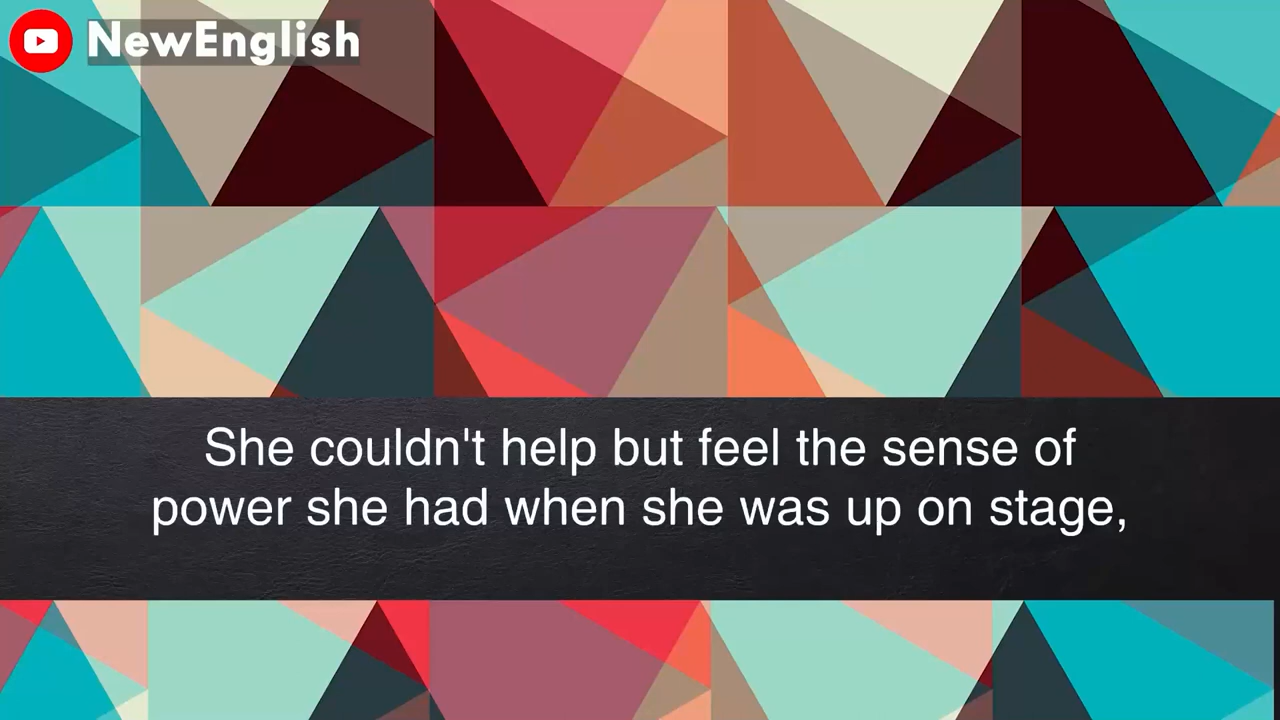 NewEnglish
She couldn't help but feel the sense of
power she had when she was up on stage,